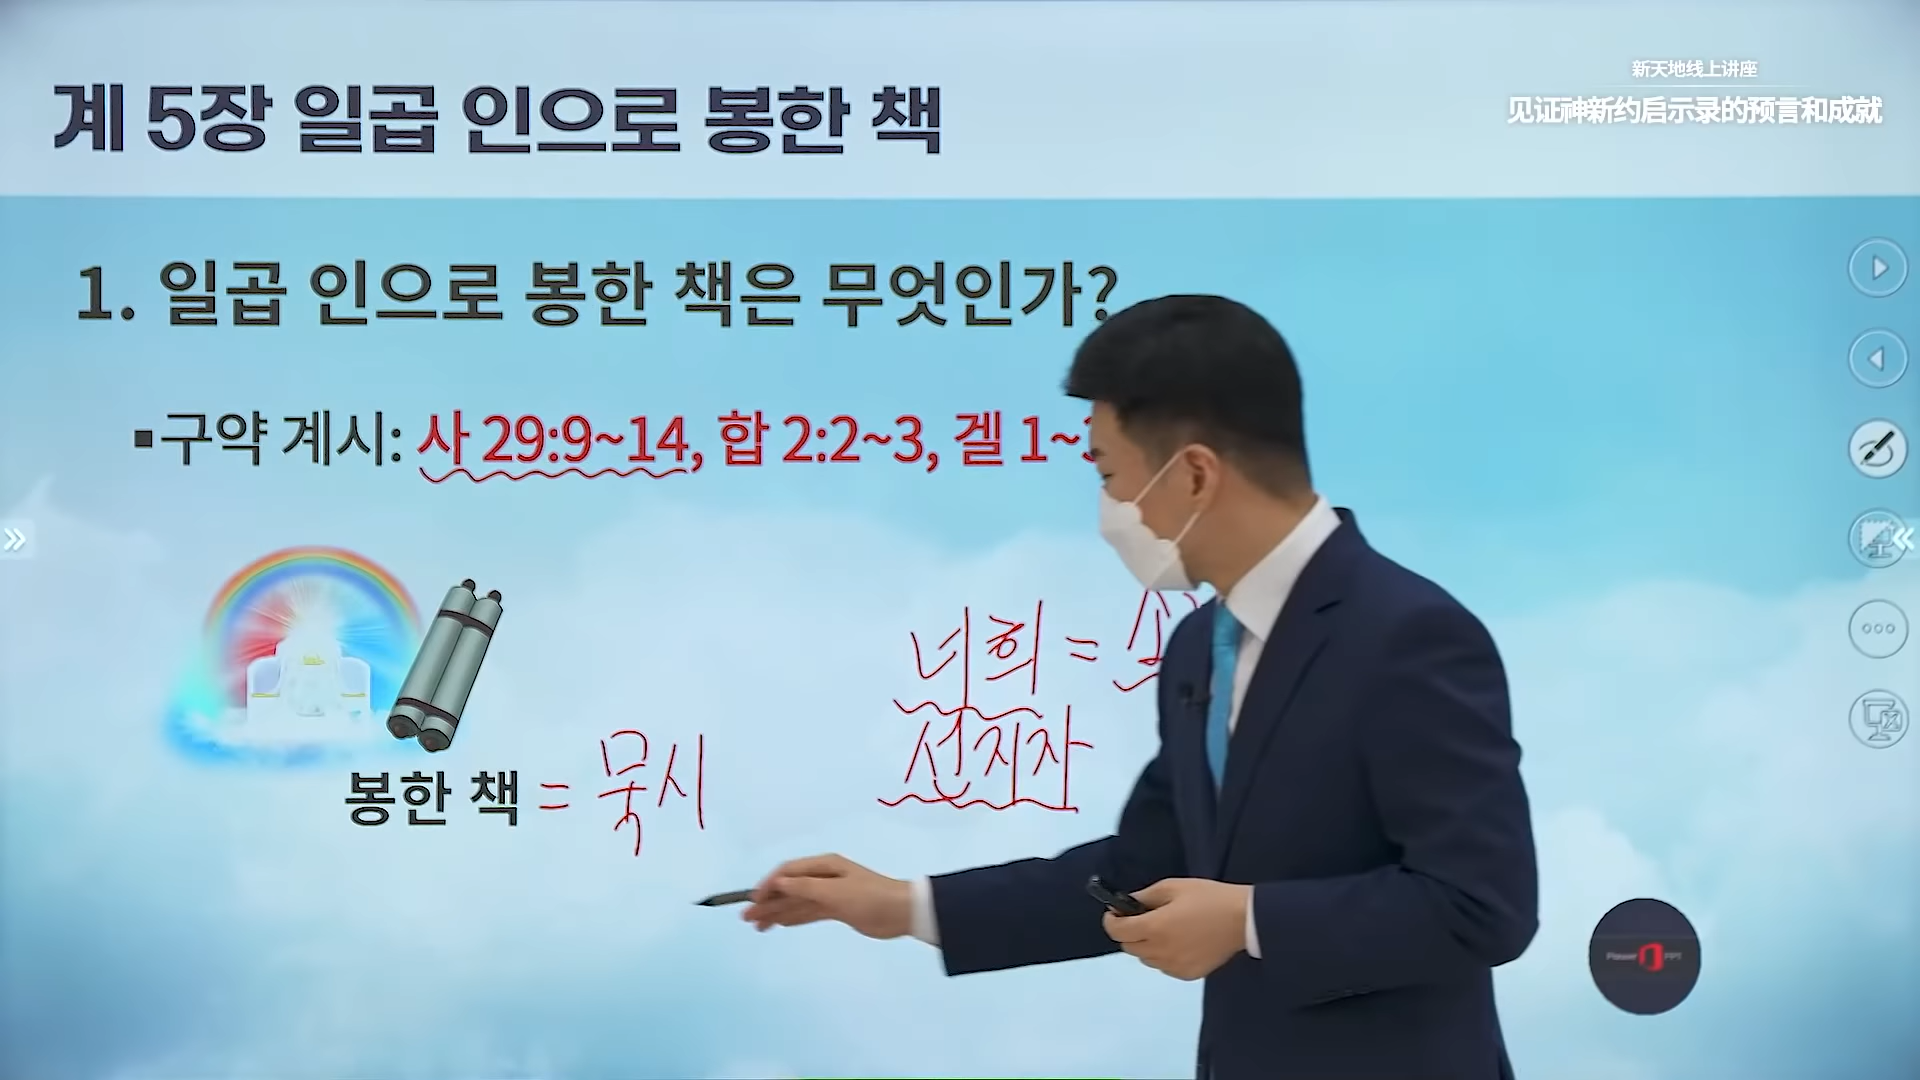 新天地线上讲座
见证神新约启示录的预言和成就
계 5장 일곱 인으로 봉한 책
1. 일곱 인으로 봉한 책은 무엇인가?
▪구약 계시: 사 29:9~14, 합 2:2~3, 겔 1~3
너희 =
선지자
봉한 책 = 묵시
Power PPT